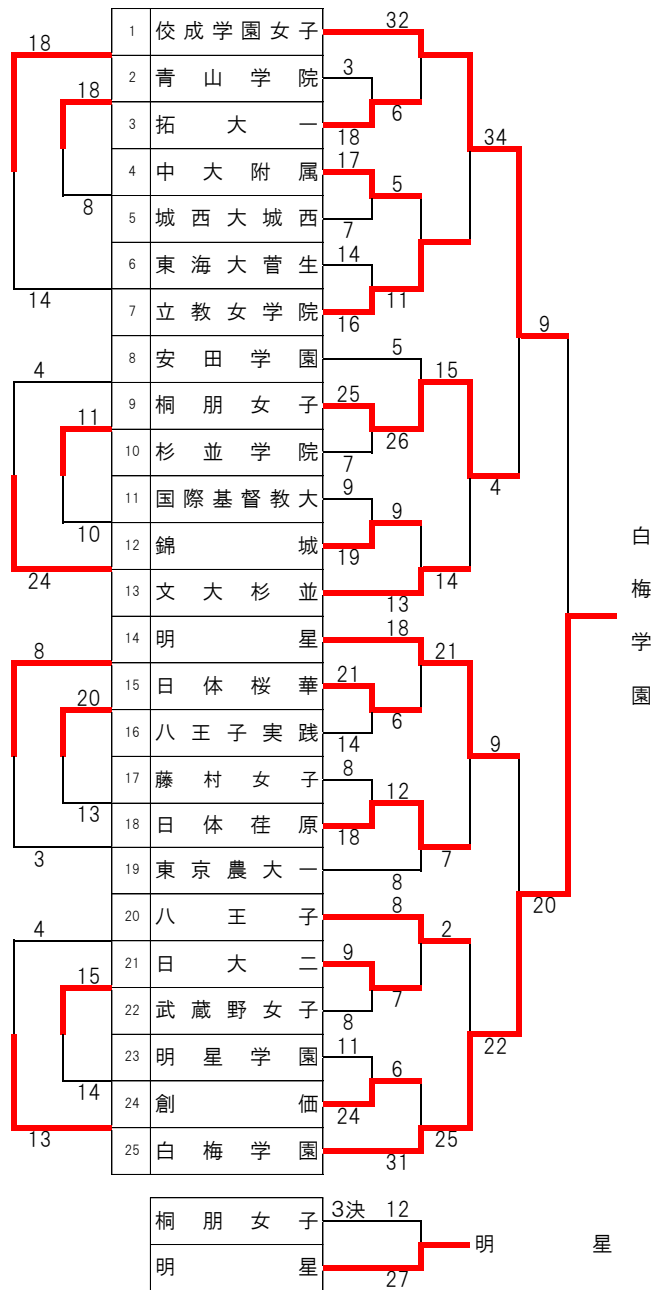 18 1 佼成学園女子 32
2 青山学院 3
18 6
3 拓大一 18
34
4 中大附属 17
8 5
5 城西大城西 7
6 東海大菅生 14
14 11
7 立教女学院 16
9
8 安田学園 5
4 15
9 桐朋女子 25
11 26
10 杉並学院 7
4
11 国際基督教大 9
10 9
12 錦城 19
24 14
13 文大杉並 13
白梅学園
14 明星 18
8 21
15 日体桜華 21
20 6
16 八王子実践 14
9
17 藤村女子 8
13 12
18 日体荏原 18
3 7
19 東京農大一 8
20
20 八王子 8
4 2
21 日大二 9
15 7
22 武蔵野女子 8
22
23 明星学園 11
14 6
24 創価 24
13 25
25 白梅学園 31
桐朋女子 3決 12
明星
明星 27